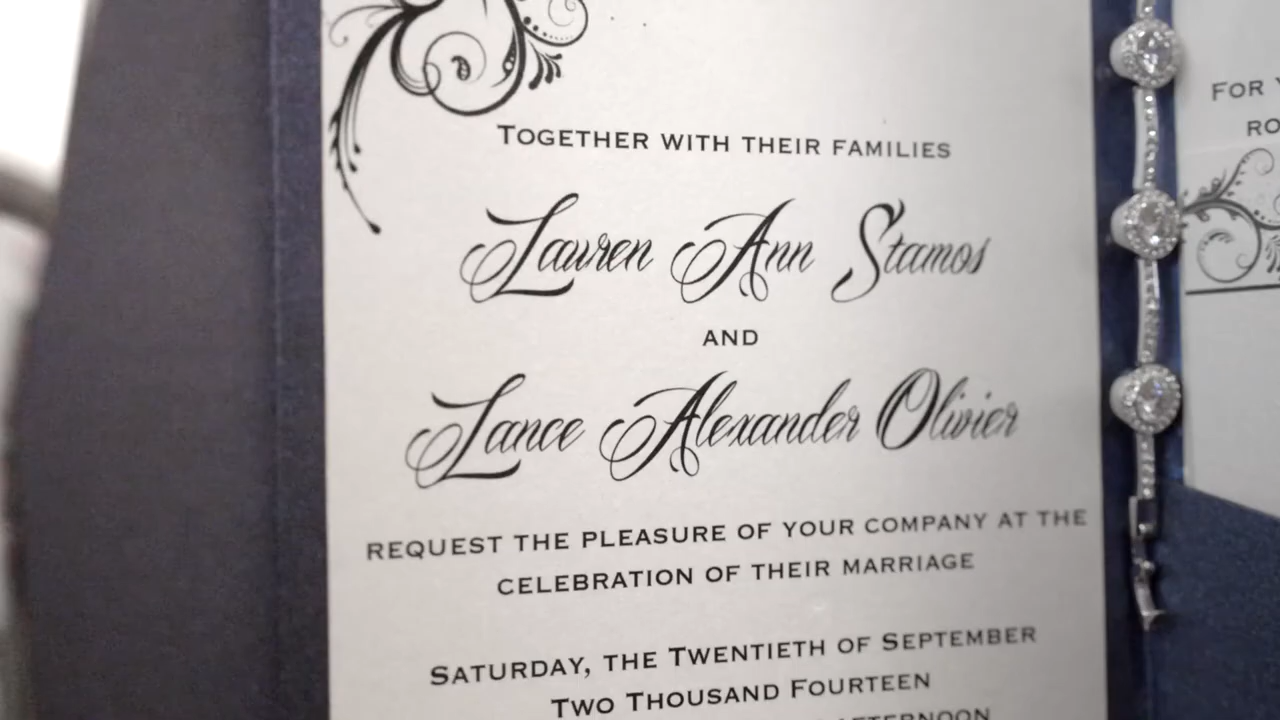 TOGETHER WITH THEIR FAMILIES
Lauren Ann Stamos
AND
Lance Alexander Olivier
REQUEST THE PLEASURE OF YOUR COMPANY AT THE
CELEBRATION OF THEIR MARRIAGE
SATURDAY, THE TWENTIETH OF SEPTEMBER
TWO THOUSAND FOURTEEN
AFTERNOON
FOR